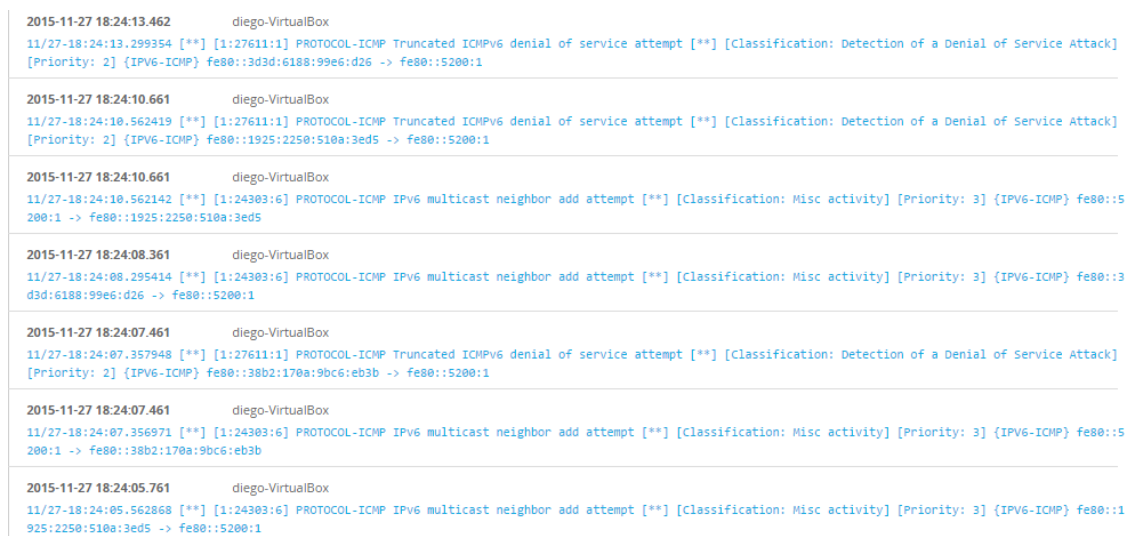 2015-11-27 18:24:13.462 diego-VirtualBox
11/27-18:24:13.299354 [**] [1:27611:1] PROTOCOL-ICMP Truncated ICMPv6 denial of service attempt [**] [Classification: Detection of a Denial of Service Attack]
[Priority: 2] {IPV6-ICMP} fe80::3d3d:6188:99e6:d26 -> fe80::5200:1
2015-11-27 18:24:10.661 diego-VirtualBox
11/27-18:24:10.562419 [**] [1:27611:1] PROTOCOL-ICMP Truncated ICMPv6 denial of service attempt [**] [Classification: Detection of a Denial of Service Attack]
[Priority: 2] {IPV6-ICMP} fe80::1925:2250:510a:3ed5 -> fe80::5200:1
2015-11-27 18:24:10.661 diego-VirtualBox
11/27-18:24:10.562142 [**] [1:24303:6] PROTOCOL-ICMP IPv6 multicast neighbor add attempt [**] [Classification: Misc activity] [Priority: 3] {IPV6-ICMP} fe80::5
200:1 -> fe80::1925:2250:510a:3ed5
2015-11-27 18:24:08.361 diego-VirtualBox
11/27-18:24:08.295414 [**] [1:24303:6] PROTOCOL-ICMP IPv6 multicast neighbor add attempt [**] [Classification: Misc activity] [Priority: 3] {IPV6-ICMP} fe80::3
d3d:6188:99e6:d26 -> fe80::5200:1
2015-11-27 18:24:07.461 diego-VirtualBox
11/27-18:24:07.357948 [**] [1:27611:1] PROTOCOL-ICMP Truncated ICMPv6 denial of service attempt [**] [Classification: Detection of a Denial of Service Attack]
[Priority: 2] {IPV6-ICMP} fe80::38b2:170a:9bc6:eb3b -> fe80::5200:1
2015-11-27 18:24:07.461 diego-VirtualBox
11/27-18:24:07.356971 [**] [1:24303:6] PROTOCOL-ICMP IPv6 multicast neighbor add attempt [**] [Classification: Misc activity] [Priority: 3] {IPV6-ICMP} fe80::5
200:1 -> fe80::38b2:170a:9bc6:eb3b
2015-11-27 18:24:05.761 diego-VirtualBox
11/27-18:24:05.562868 [**] [1:24303:6] PROTOCOL-ICMP IPv6 multicast neighbor add attempt [**] [Classification: Misc activity] [Priority: 3] {IPV6-ICMP} fe80::1
925:2250:510a:3ed5 -> fe80::5200:1